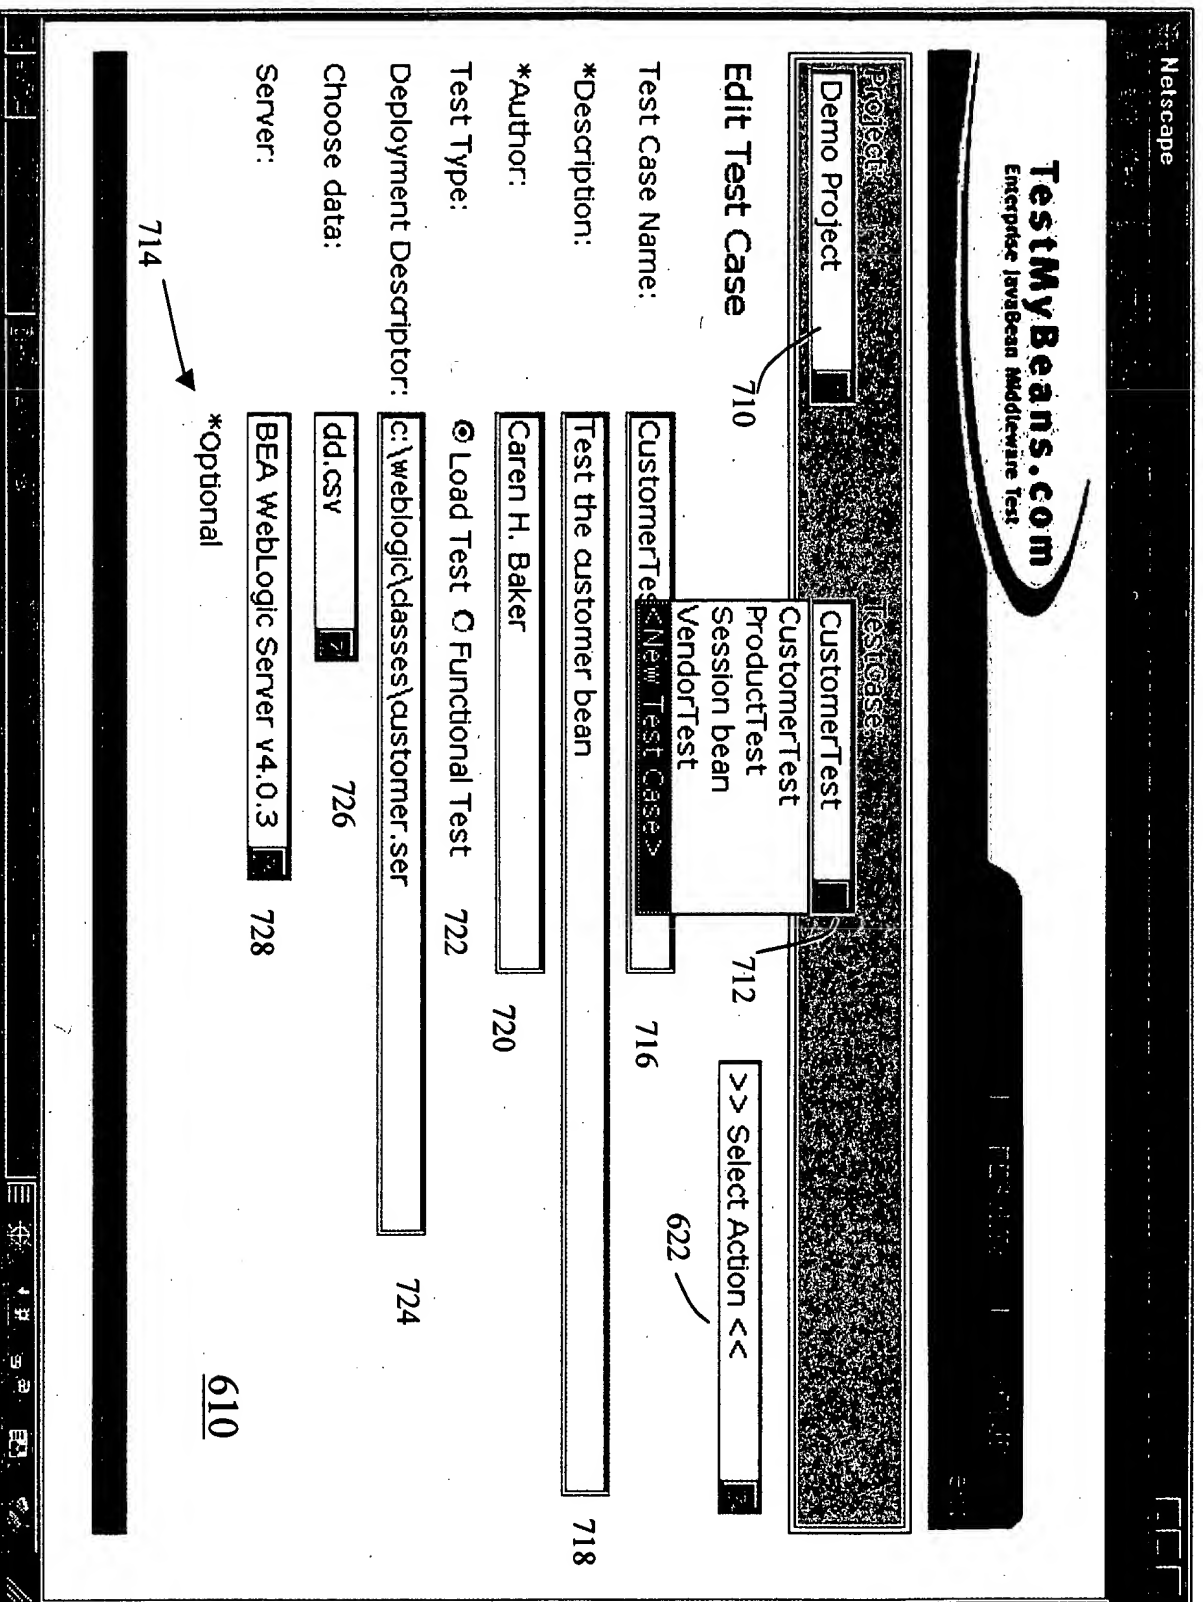 Netscape
TestMyBeans.com
Enterprise JavaBean Middleware Test
Project: TestCase:
Demo Project CustomerTest
CustomerTest
ProductTest
Session bean
VendorTest
<New Test Case>
710
712
Edit Test Case >> Select Action <<
622
Test Case Name: CustomerTes 716
*Description: Test the customer bean 718
*Author: Caren H. Baker 720
Test Type: Load Test Functional Test 722
Deployment Descriptor: c:\weblogic\classes\customer.ser 724
Choose data: dd.csv 726
Server: BEA WebLogic Server v4.0.3 728
*Optional
714
610